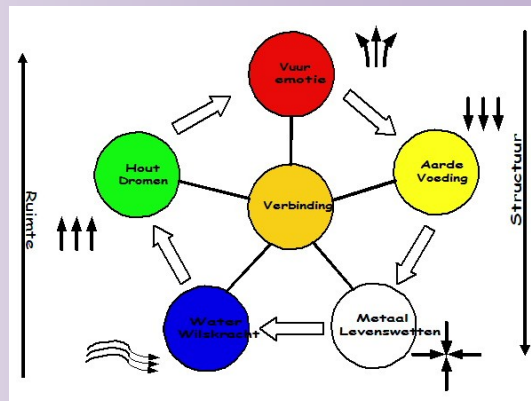 Vuur
emotie
Aarde
Voeding
Hout
Dromen
Verbinding
Ruimte
Structuur
Water
Wilskracht
Metaal
Levenswetten